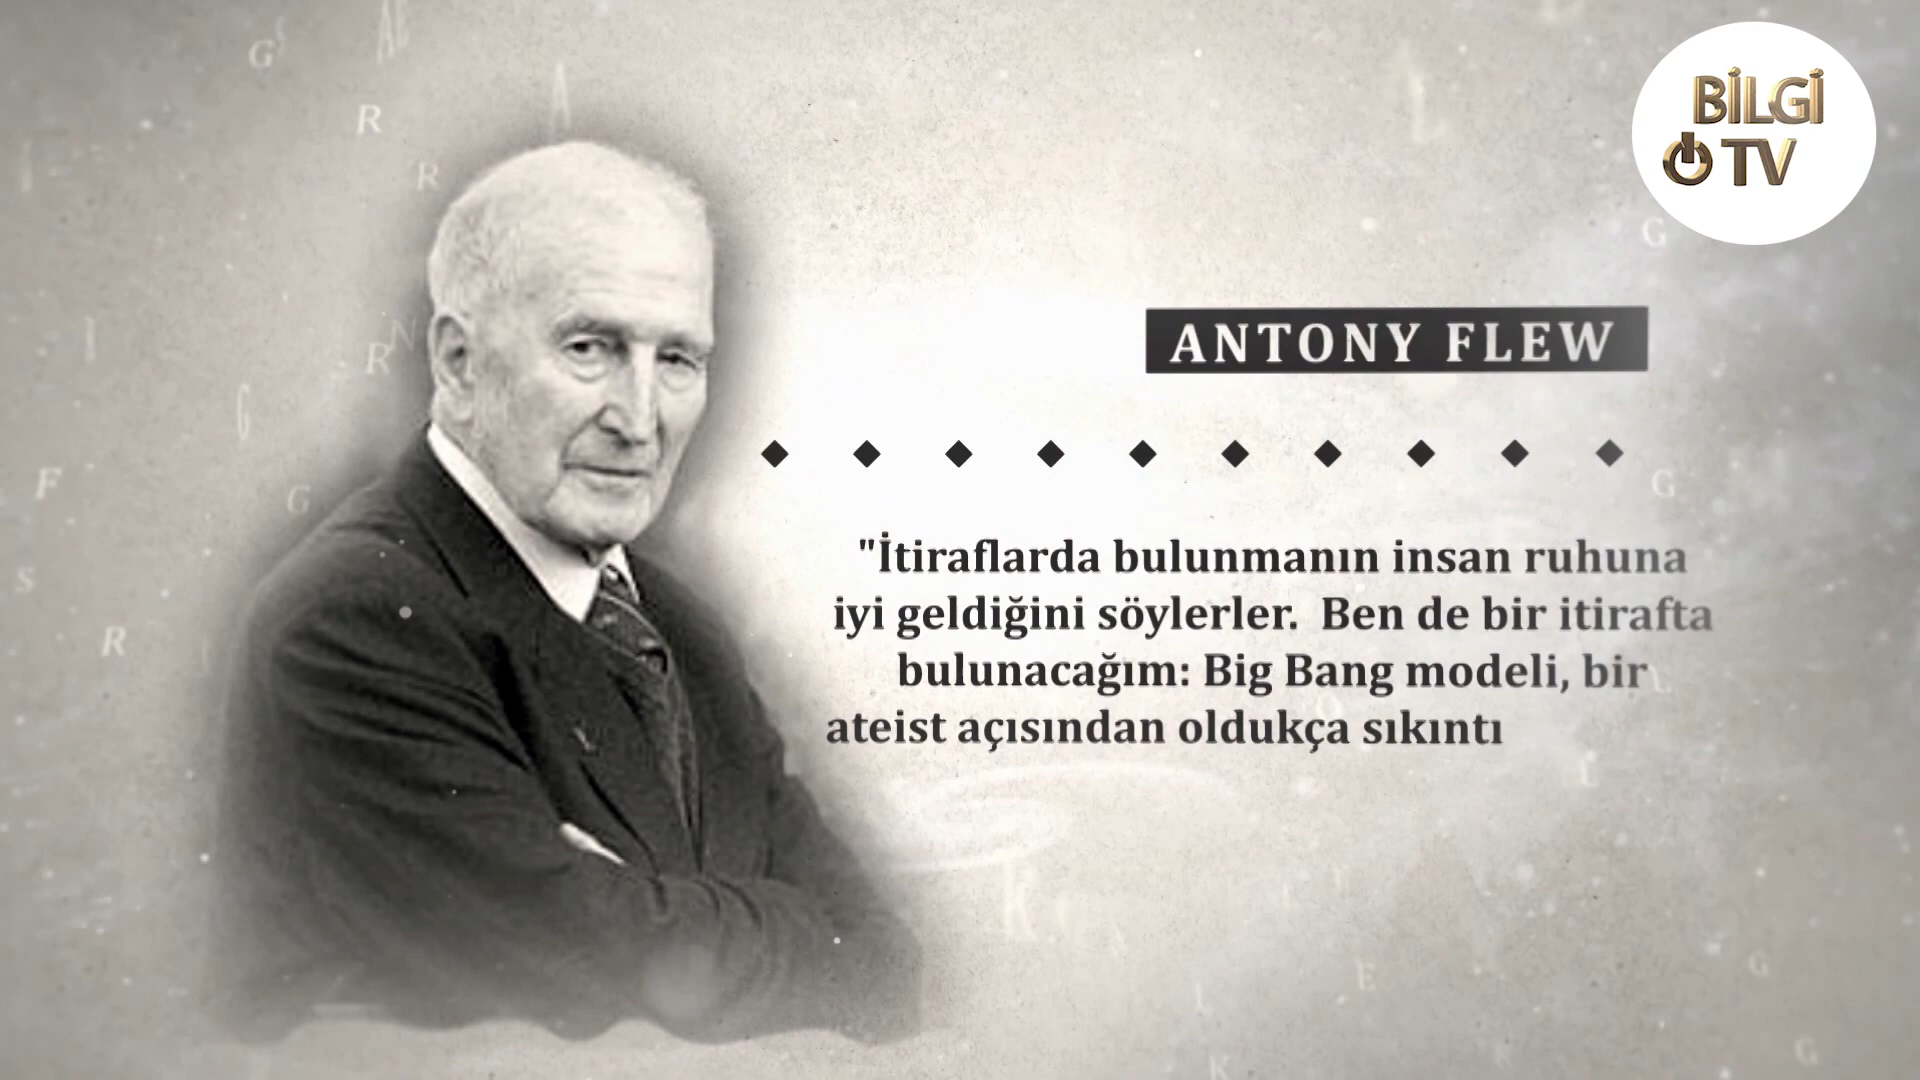 BİLGİ
TV
ANTONY FLEW
"İtiraflarda bulunmanın insan ruhuna
iyi geldiğini söylerler. Ben de bir itirafta
bulunacağım: Big Bang modeli, bir
ateist açısından oldukça sıkıntı